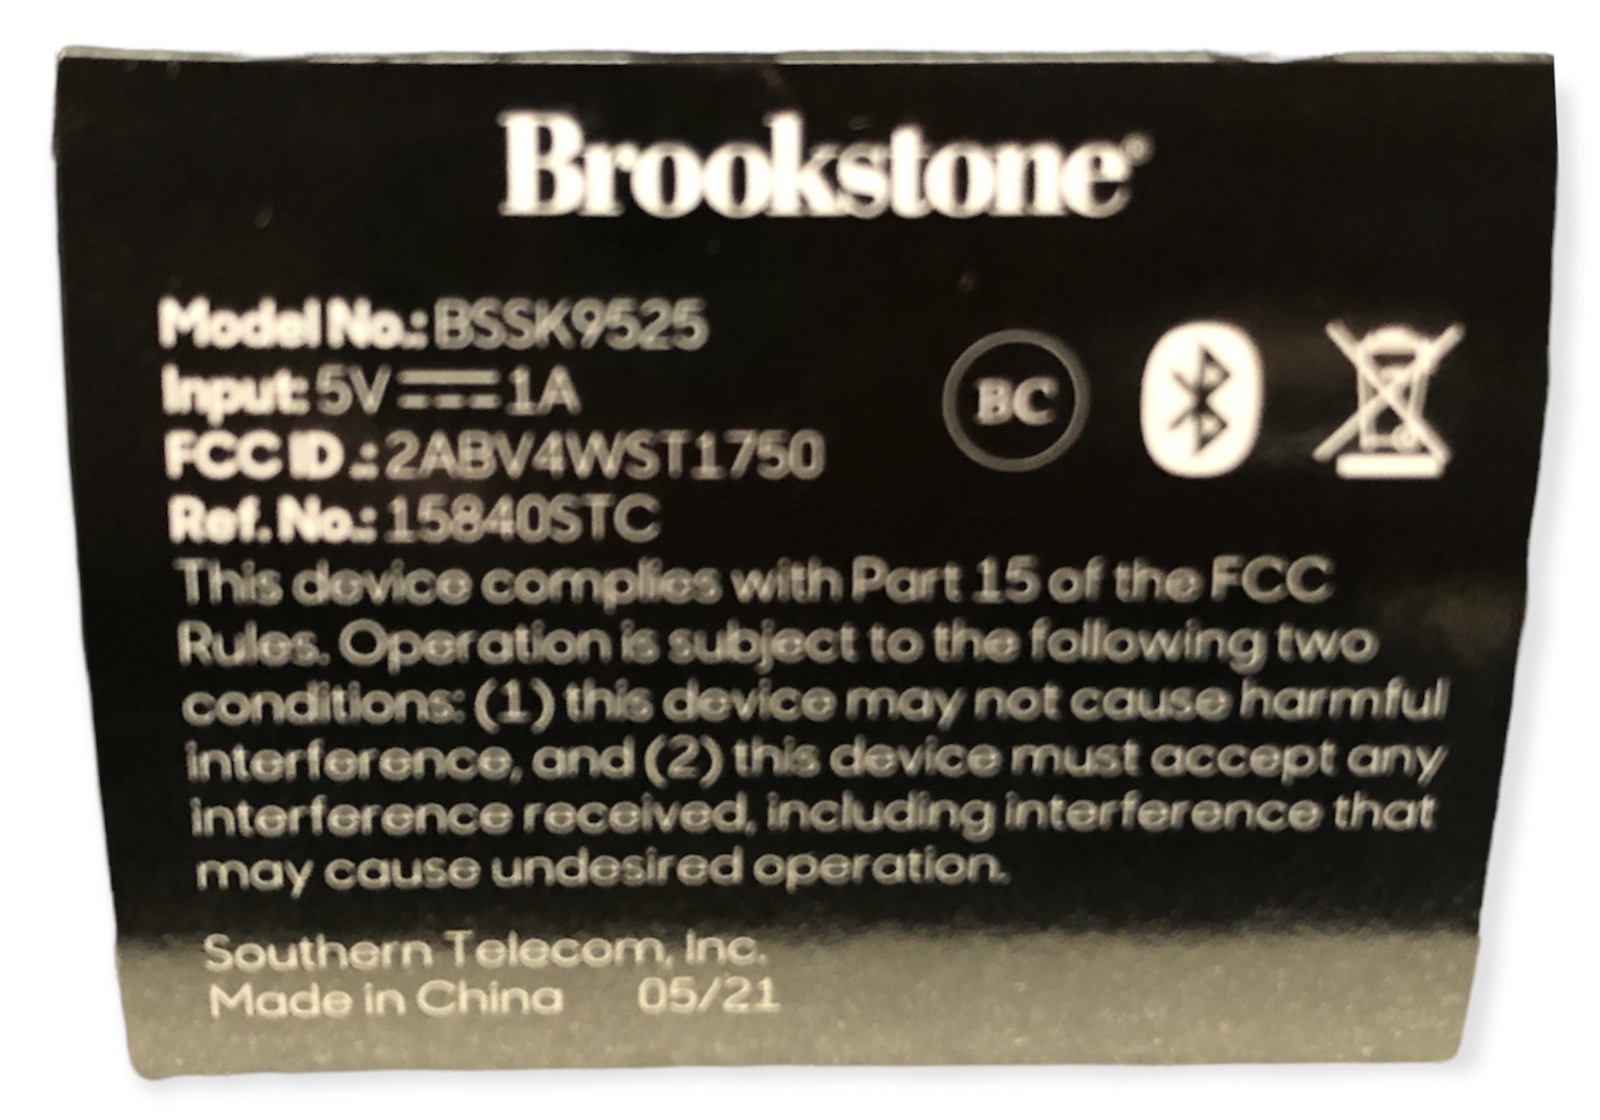 Brookstone®
Model No.: BSSK9525
Input: 5V ⎓ 1A
FCC ID .: 2ABV4WST1750
Ref. No.: 15840STC
BC
This device complies with Part 15 of the FCC
Rules. Operation is subject to the following two
conditions: (1) this device may not cause harmful
interference, and (2) this device must accept any
interference received, including interference that
may cause undesired operation.
Southern Telecom, Inc.
Made in China 05/21